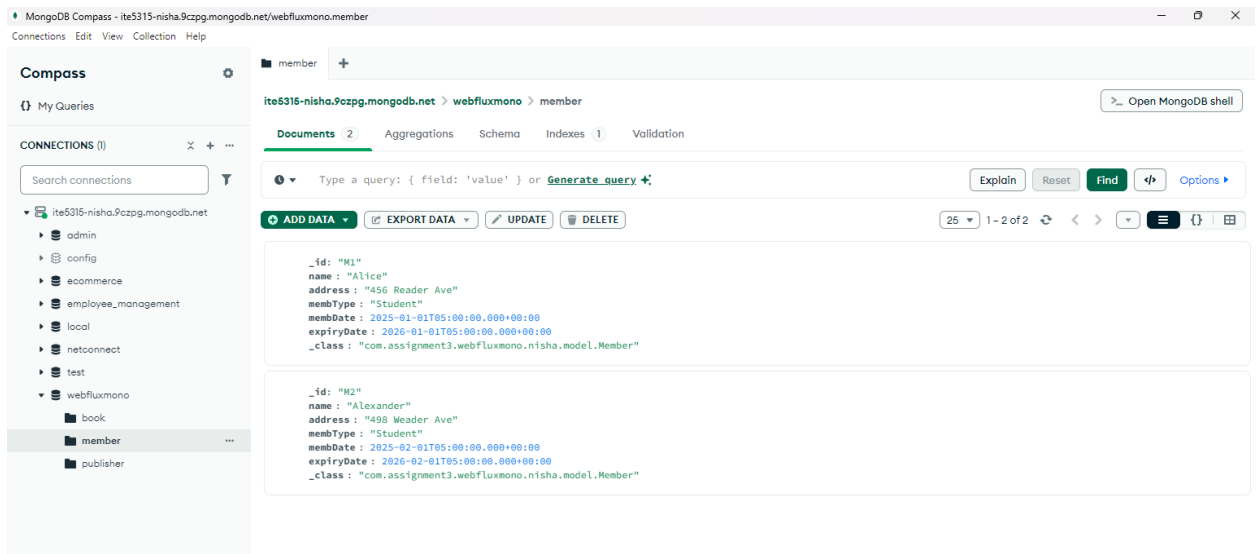 MongoDB Compass - ite5315-nisha.9czpg.mongodb.net/webfluxmono.member
Connections Edit View Collection Help
Compass
{} My Queries
CONNECTIONS (1)
Search connections
ite5315-nisha.9czpg.mongodb.net
admin
config
ecommerce
employee_management
local
netconnect
test
webfluxmono
book
member
publisher
member
ite5315-nisha.9czpg.mongodb.net > webfluxmono > member
>_ Open MongoDB shell
Documents 2 Aggregations Schema Indexes 1 Validation
Type a query: { field: 'value' } or Generate query
Explain Reset Find </> Options
ADD DATA EXPORT DATA UPDATE DELETE
25 1 – 2 of 2 {}
_id: "M1"
name : "Alice"
address : "456 Reader Ave"
membType : "Student"
membDate : 2025-01-01T05:00:00.000+00:00
expiryDate : 2026-01-01T05:00:00.000+00:00
_class : "com.assignment3.webfluxmono.nisha.model.Member"
_id: "M2"
name : "Alexander"
address : "498 Weader Ave"
membType : "Student"
membDate : 2025-02-01T05:00:00.000+00:00
expiryDate : 2026-02-01T05:00:00.000+00:00
_class : "com.assignment3.webfluxmono.nisha.model.Member"